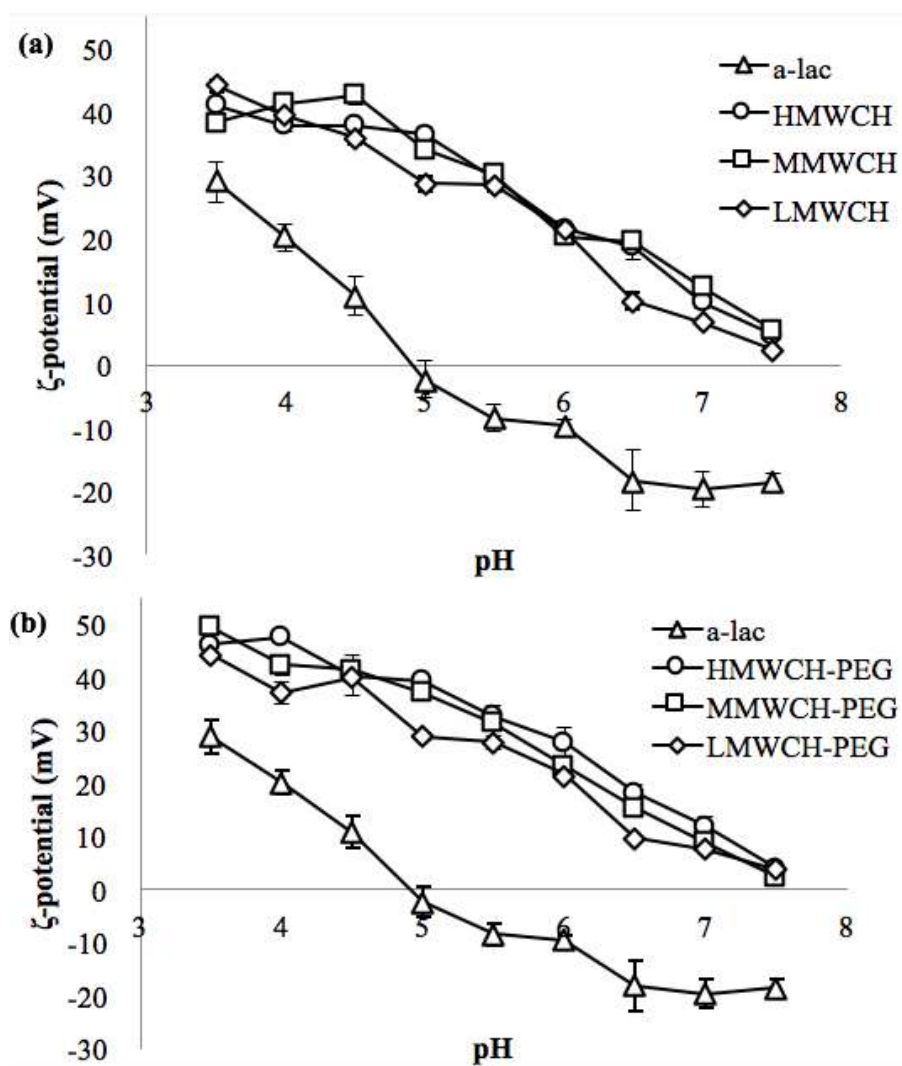 (a)
50
40
30
20
10
0
-10
-20
-30
ζ-potential (mV)
3
4
5
6
7
8
pH
a-lac
HMWCH
MMWCH
LMWCH
(b)
50
40
30
20
10
0
-10
-20
-30
ζ-potential (mV)
3
4
5
6
7
8
pH
a-lac
HMWCH-PEG
MMWCH-PEG
LMWCH-PEG